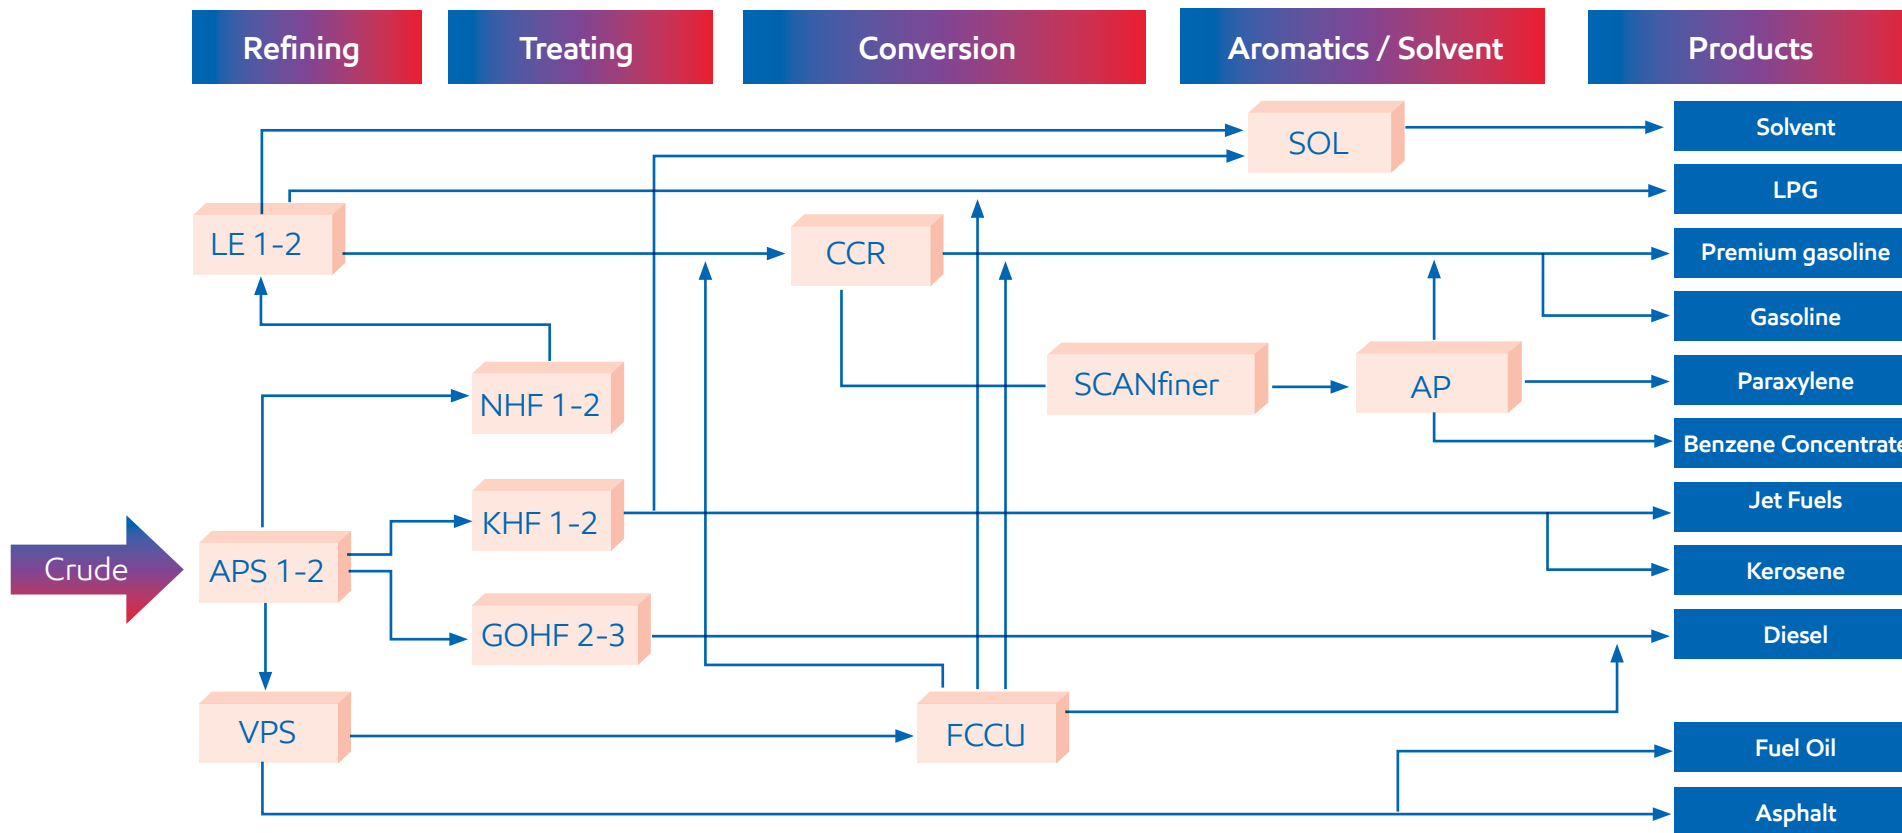 Refining
Treating
Conversion
Aromatics / Solvent
Products
SOL
Solvent
LPG
LE 1-2
CCR
Premium gasoline
Gasoline
NHF 1-2
SCANfiner
AP
Paraxylene
Benzene Concentrate
KHF 1-2
Jet Fuels
Crude
APS 1-2
Kerosene
GOHF 2-3
Diesel
VPS
FCCU
Fuel Oil
Asphalt